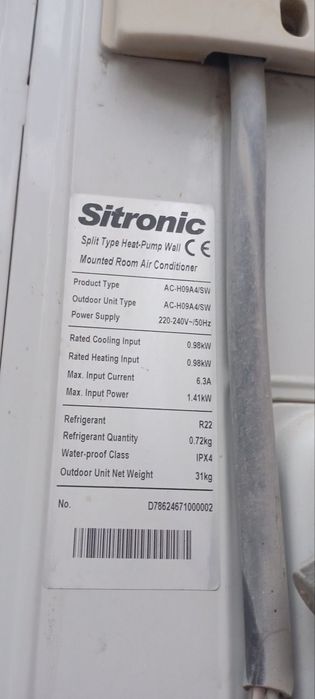 Sitronic
Split Type Heat-Pump Wall CE
Mounted Room Air Conditioner
Product Type AC-H09A4/SW
Outdoor Unit Type AC-H09A4/SW
Power Supply 220-240V~/50Hz
Rated Cooling Input 0.98kW
Rated Heating Input 0.98kW
Max. Input Current 6.3A
Max. Input Power 1.41kW
Refrigerant R22
Refrigerant Quantity 0.72kg
Water-proof Class IPX4
Outdoor Unit Net Weight 31kg
No. D78624671000002